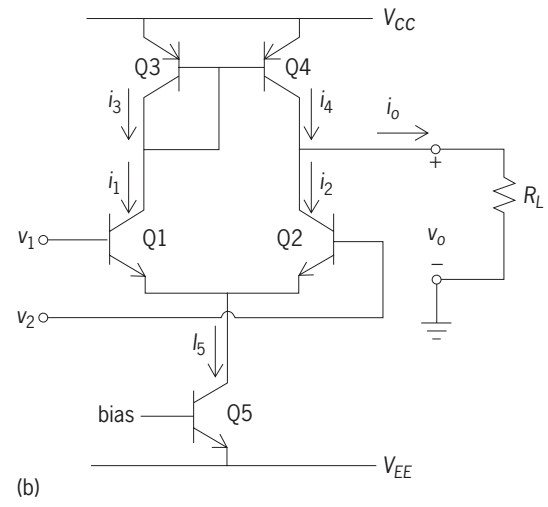 V_CC
Q3 Q4
i_3 i_4 i_o
+
i_1 i_2 R_L
v_1 Q1 Q2 v_o
−
v_2
I_5
bias Q5
V_EE
(b)